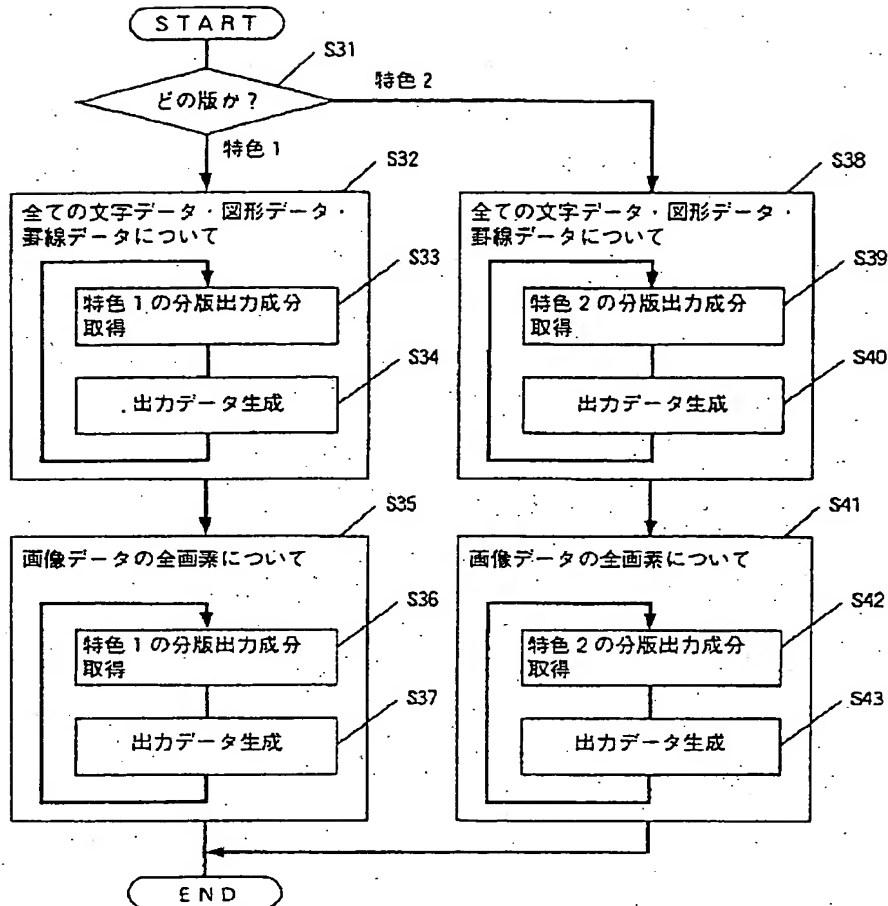 START
S31
どの版か？
特色2
特色1
S32
全ての文字データ・図形データ・
罫線データについて
S33
特色1の分版出力成分
取得
S34
出力データ生成
S35
画像データの全画素について
S36
特色1の分版出力成分
取得
S37
出力データ生成
S38
全ての文字データ・図形データ・
罫線データについて
S39
特色2の分版出力成分
取得
S40
出力データ生成
S41
画像データの全画素について
S42
特色2の分版出力成分
取得
S43
出力データ生成
END